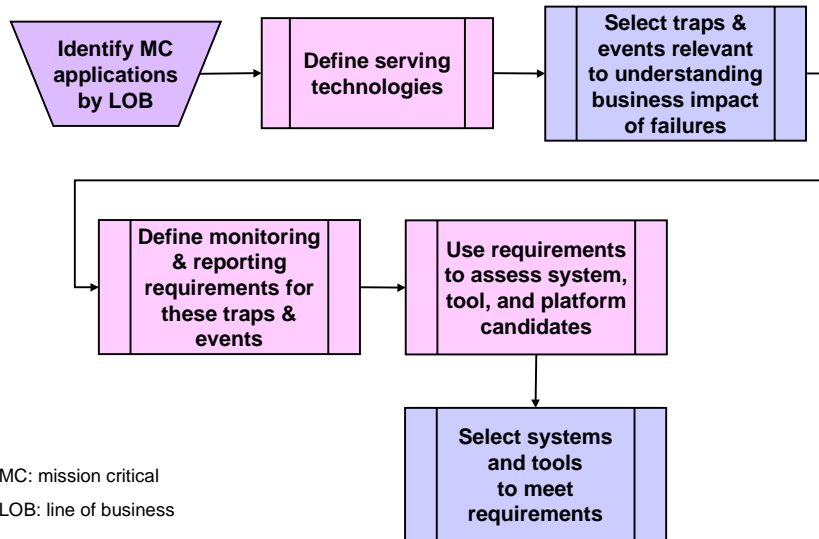 Identify MC
applications
by LOB
Define serving
technologies
Select traps &
events relevant
to understanding
business impact
of failures
Define monitoring
& reporting
requirements for
these traps &
events
Use requirements
to assess system,
tool, and platform
candidates
Select systems
and tools
to meet
requirements
MC: mission critical
LOB: line of business